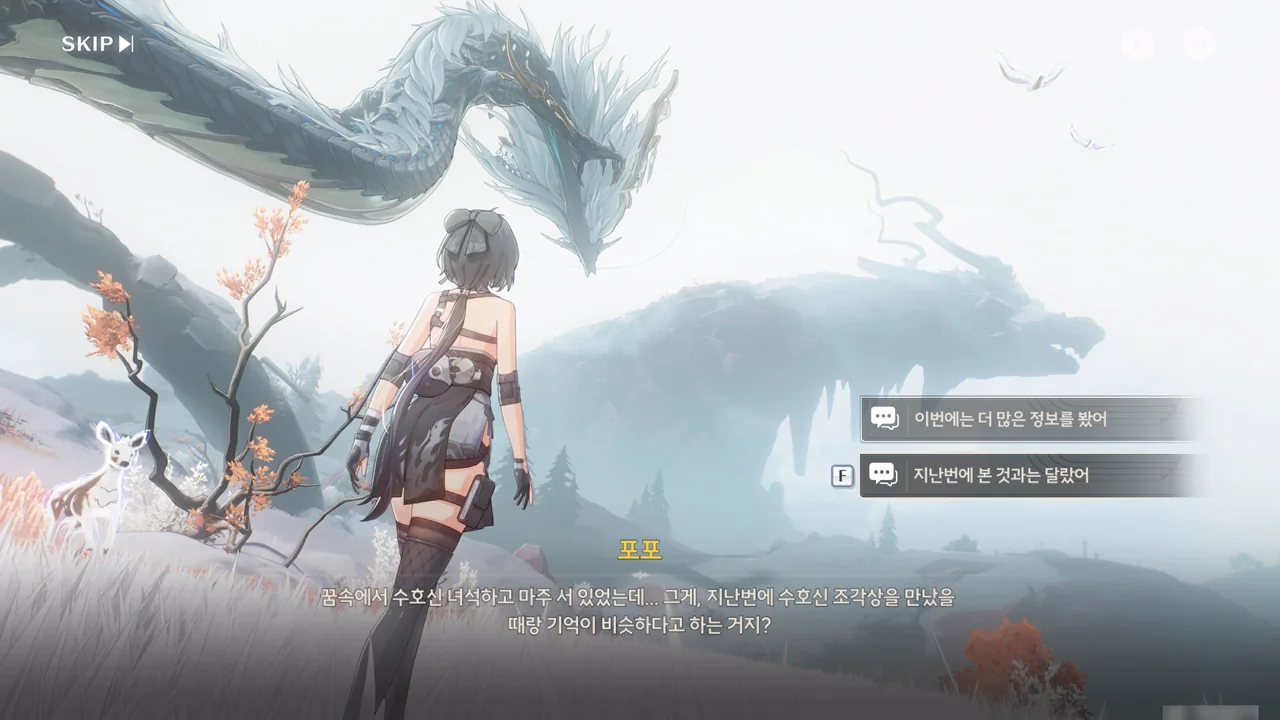 SKIP
이번에는 더 많은 정보를 봤어
F
지난번에 본 것과는 달랐어
포포
꿈속에서 수호신 녀석하고 마주 서 있었는데... 그게, 지난번에 수호신 조각상을 만났을
때랑 기억이 비슷하다고 하는 거지?